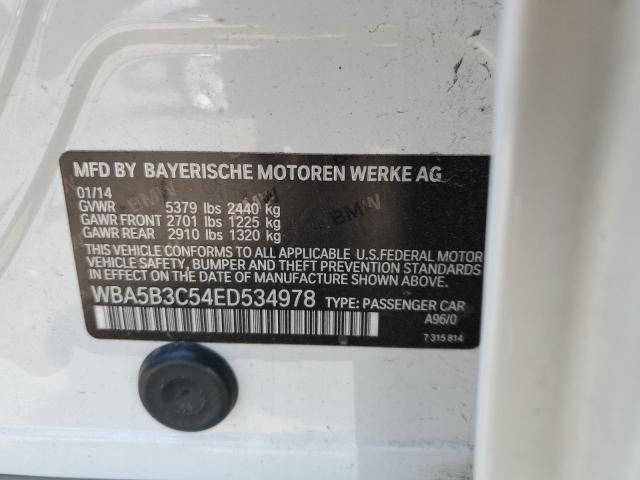 MFD BY BAYERISCHE MOTOREN WERKE AG
01/14
GVWR 5379 lbs 2440 kg
GAWR FRONT 2701 lbs 1225 kg
GAWR REAR 2910 lbs 1320 kg
THIS VEHICLE CONFORMS TO ALL APPLICABLE U.S.FEDERAL MOTOR
VEHICLE SAFETY, BUMPER AND THEFT PREVENTION STANDARDS
IN EFFECT ON THE DATE OF MANUFACTURE SHOWN ABOVE.
WBA5B3C54ED534978 TYPE: PASSENGER CAR
A96/0
7 315 814